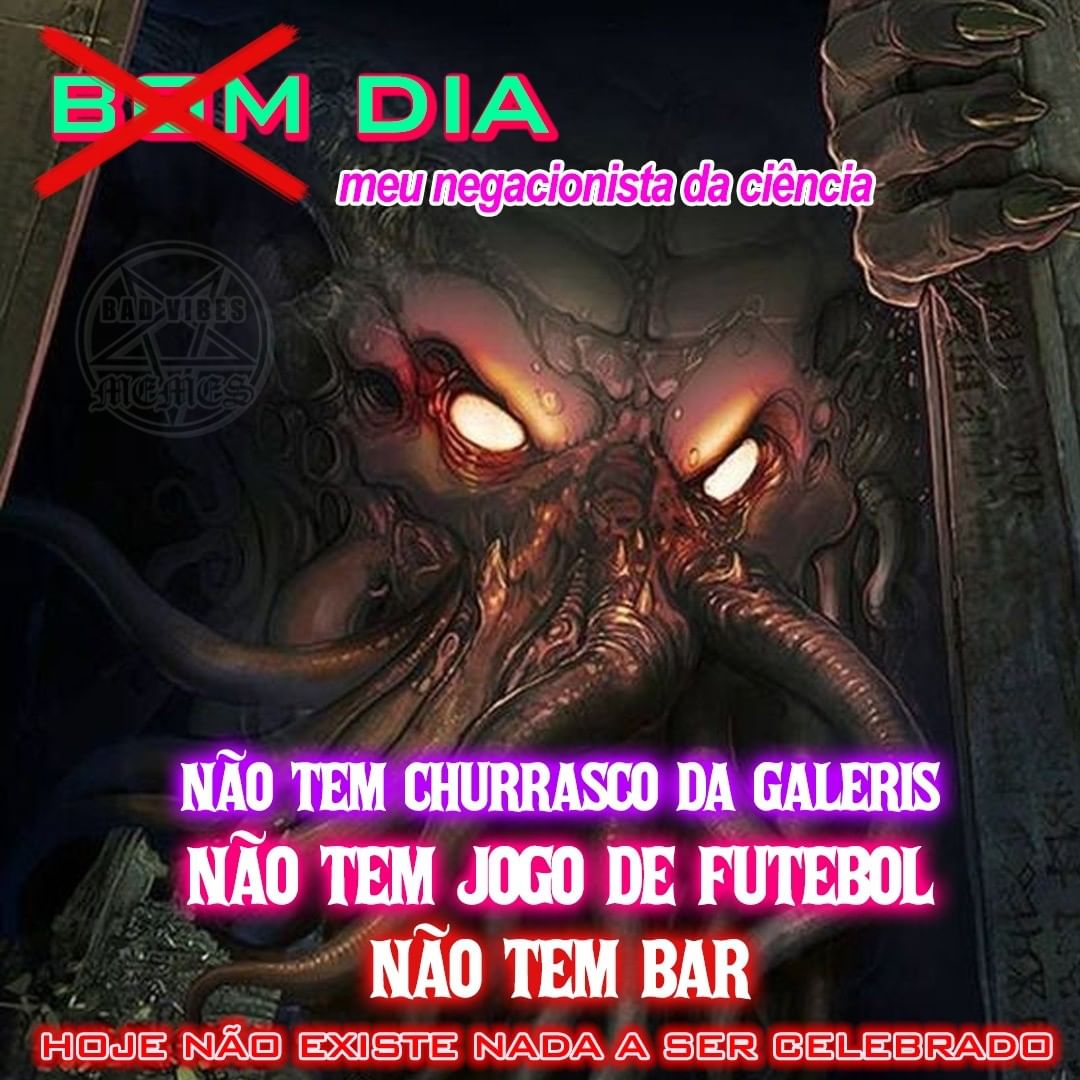 BOM DIA
meu negacionista da ciência
BAD VIBES
MEMES
NÃO TEM CHURRASCO DA GALERIS
NÃO TEM JOGO DE FUTEBOL
NÃO TEM BAR
HOJE NÃO EXISTE NADA A SER CELEBRADO